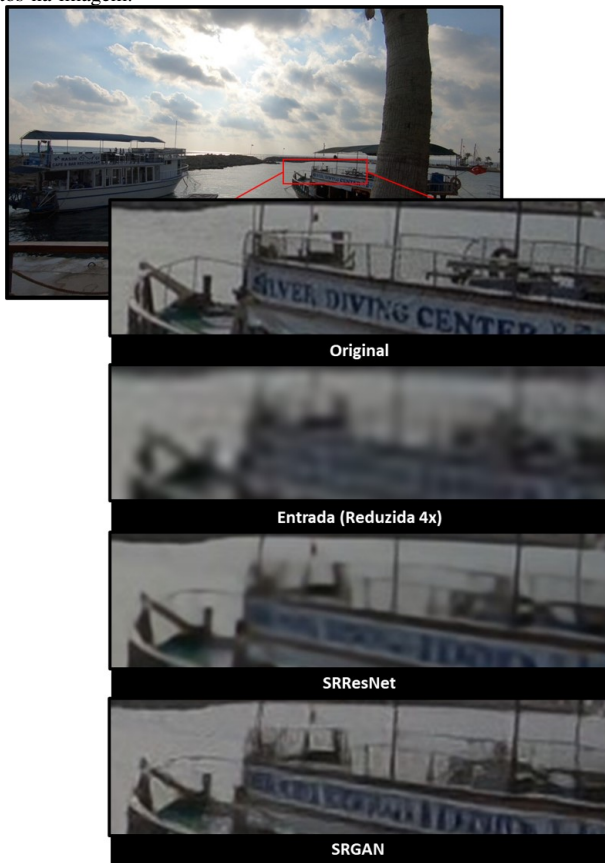 SILVER DIVING CENTER
Original
Entrada (Reduzida 4x)
SRResNet
SRGAN